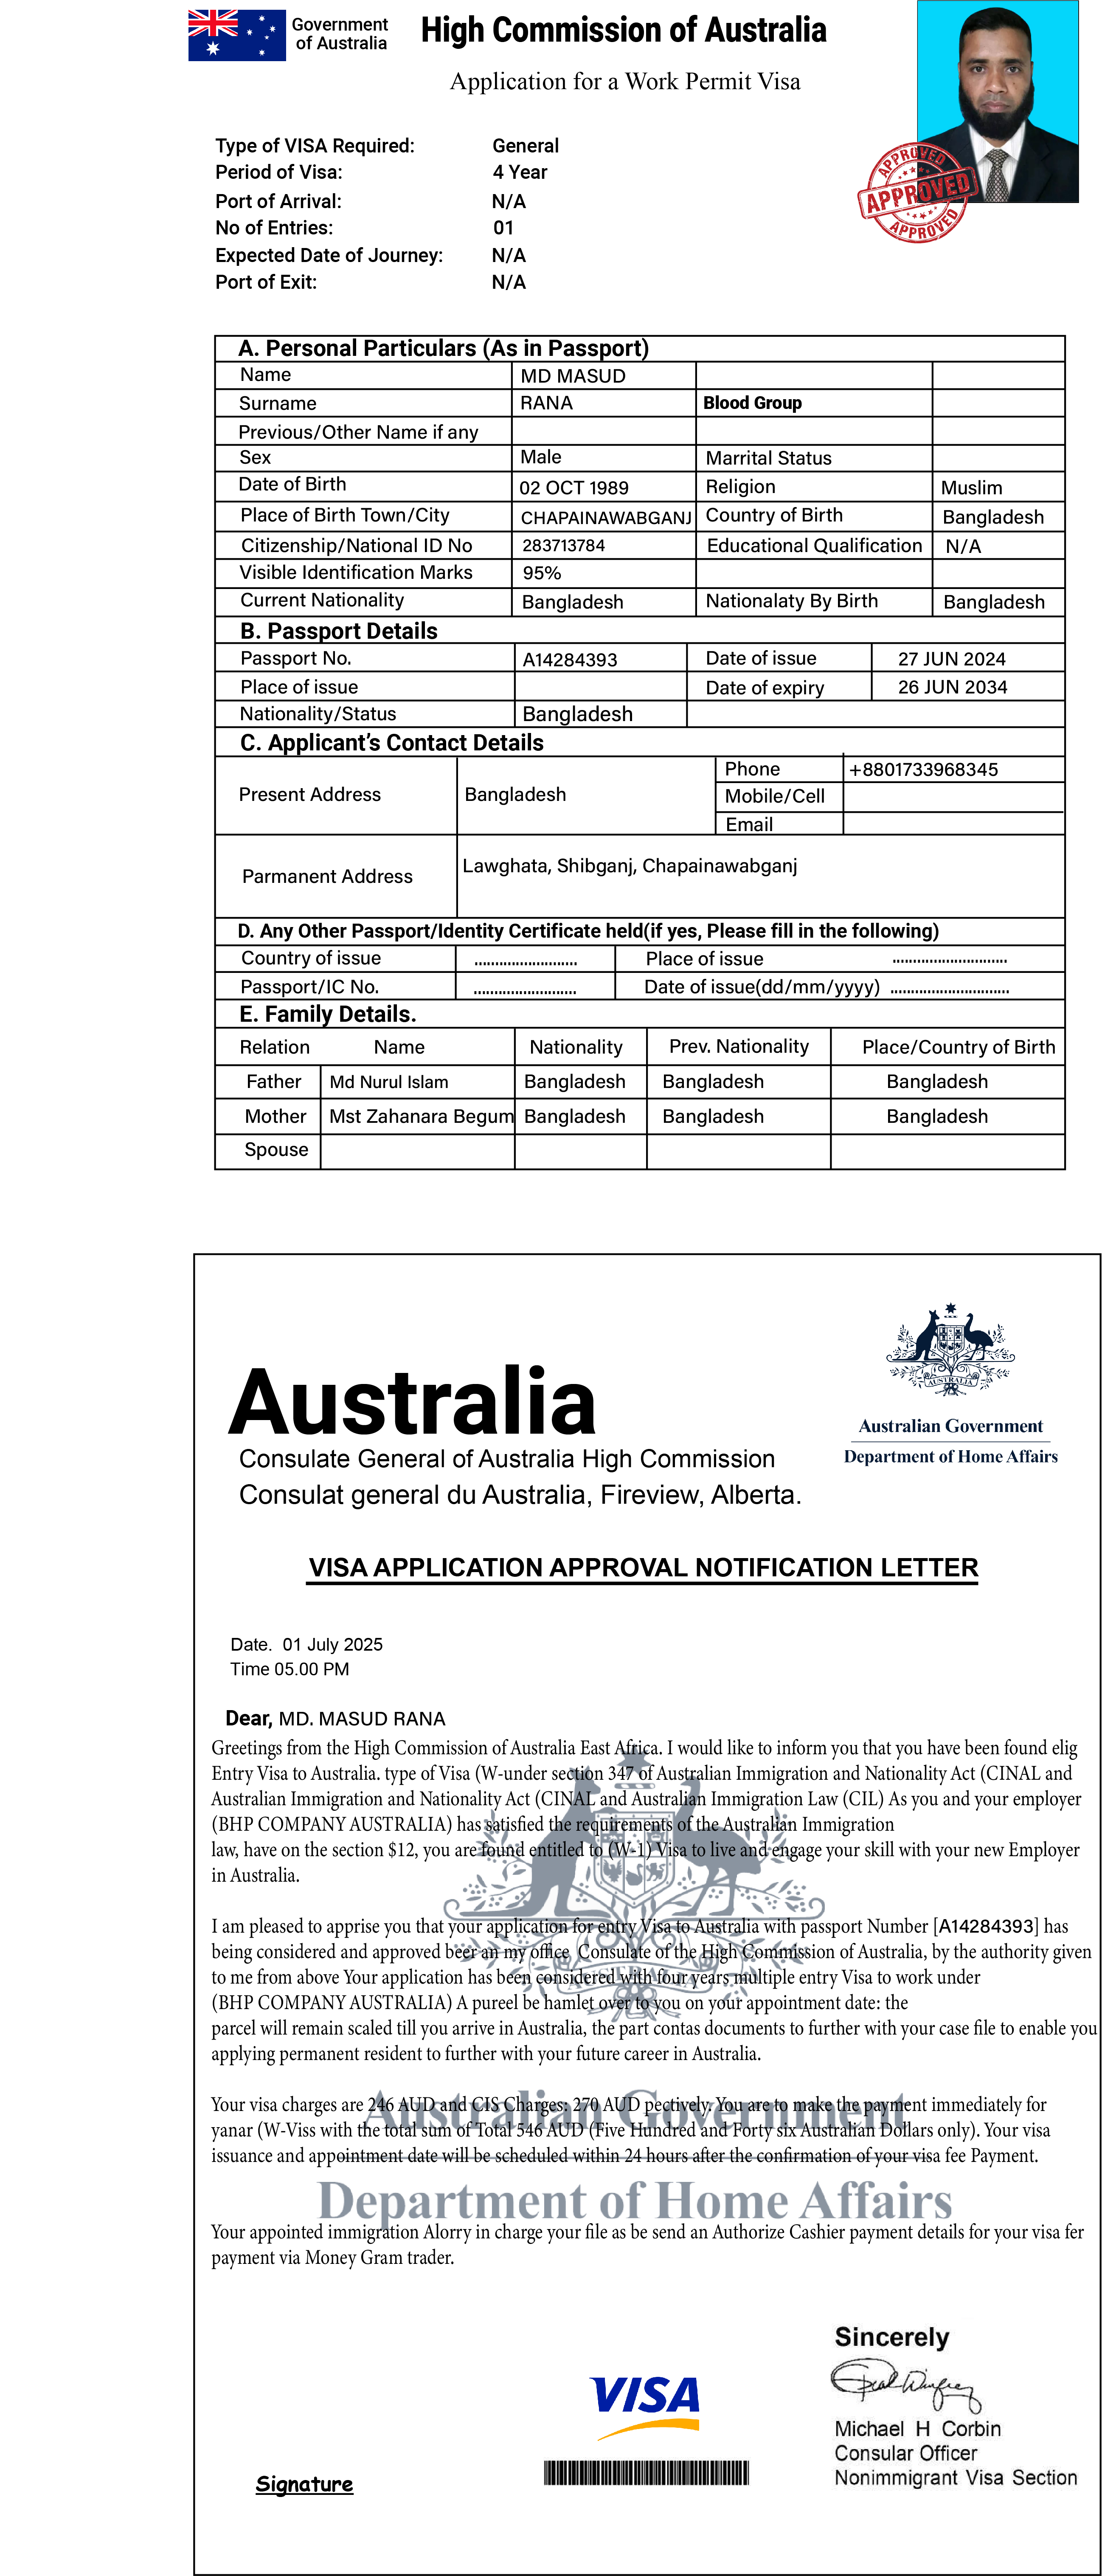 Government
of Australia
High Commission of Australia
Application for a Work Permit Visa
APPROVED
APPROVED
APPROVED
Type of VISA Required: General
Period of Visa: 4 Year
Port of Arrival: N/A
No of Entries: 01
Expected Date of Journey: N/A
Port of Exit: N/A
A. Personal Particulars (As in Passport)
Name MD MASUD
Surname RANA Blood Group
Previous/Other Name if any
Sex Male Marrital Status
Date of Birth 02 OCT 1989 Religion Muslim
Place of Birth Town/City CHAPAINAWABGANJ Country of Birth Bangladesh
Citizenship/National ID No 283713784 Educational Qualification N/A
Visible Identification Marks 95%
Current Nationality Bangladesh Nationalaty By Birth Bangladesh
B. Passport Details
Passport No. A14284393 Date of issue 27 JUN 2024
Place of issue Date of expiry 26 JUN 2034
Nationality/Status Bangladesh
C. Applicant's Contact Details
Present Address Bangladesh Phone +8801733968345
Mobile/Cell
Email
Parmanent Address Lawghata, Shibganj, Chapainawabganj
D. Any Other Passport/Identity Certificate held(if yes, Please fill in the following)
Country of issue ......................... Place of issue ............................
Passport/IC No. ......................... Date of issue(dd/mm/yyyy) .............................
E. Family Details.
Relation Name Nationality Prev. Nationality Place/Country of Birth
Father Md Nurul Islam Bangladesh Bangladesh Bangladesh
Mother Mst Zahanara Begum Bangladesh Bangladesh Bangladesh
Spouse
AUSTRALIA
Australian Government
Department of Home Affairs
Australia
Consulate General of Australia High Commission
Consulat general du Australia, Fireview, Alberta.
VISA APPLICATION APPROVAL NOTIFICATION LETTER
Date. 01 July 2025
Time 05.00 PM
Dear, MD. MASUD RANA
Greetings from the High Commission of Australia East Africa. I would like to inform you that you have been found elig
Entry Visa to Australia. type of Visa (W-under section 347 of Australian Immigration and Nationality Act (CINAL and
Australian Immigration and Nationality Act (CINAL and Australian Immigration Law (CIL) As you and your employer
(BHP COMPANY AUSTRALIA) has satisfied the requirements of the Australian Immigration
law, have on the section $12, you are found entitled to (W-1) Visa to live and engage your skill with your new Employer
in Australia.
I am pleased to apprise you that your application for entry Visa to Australia with passport Number [A14284393] has
being considered and approved beer an my office Consulate of the High Commission of Australia, by the authority given
to me from above Your application has been considered with four years multiple entry Visa to work under
(BHP COMPANY AUSTRALIA) A pureel be hamlet over to you on your appointment date: the
parcel will remain scaled till you arrive in Australia, the part contas documents to further with your case file to enable you
applying permanent resident to further with your future career in Australia.
Your visa charges are 246 AUD and CIS Charges: 270 AUD pectively. You are to make the payment immediately for
yanar (W-Viss with the total sum of Total 546 AUD (Five Hundred and Forty six Australian Dollars only). Your visa
issuance and appointment date will be scheduled within 24 hours after the confirmation of your visa fee Payment.
Australian Government
Department of Home Affairs
Your appointed immigration Alorry in charge your file as be send an Authorize Cashier payment details for your visa fer
payment via Money Gram trader.
Sincerely
VISA
Michael H Corbin
Consular Officer
Nonimmigrant Visa Section
Signature